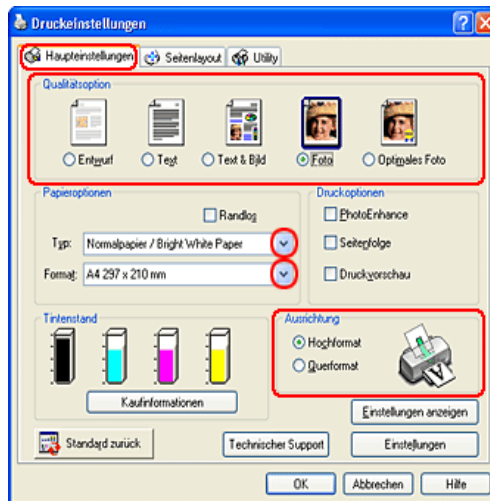 Druckeinstellungen
Haupteinstellungen Seitenlayout Utility
Qualitätsoption
Entwurf Text Text & Bild Foto Optimales Foto
Papieroptionen
Randlos
Typ: Normalpapier / Bright White Paper
Format: A4 297 x 210 mm
Druckoptionen
PhotoEnhance
Seitenfolge
Druckvorschau
Tintenstand
Kaufinformationen
Ausrichtung
Hochformat
Querformat
A
Einstellungen anzeigen
Standard zurück Technischer Support Einstellungen
OK Abbrechen Hilfe